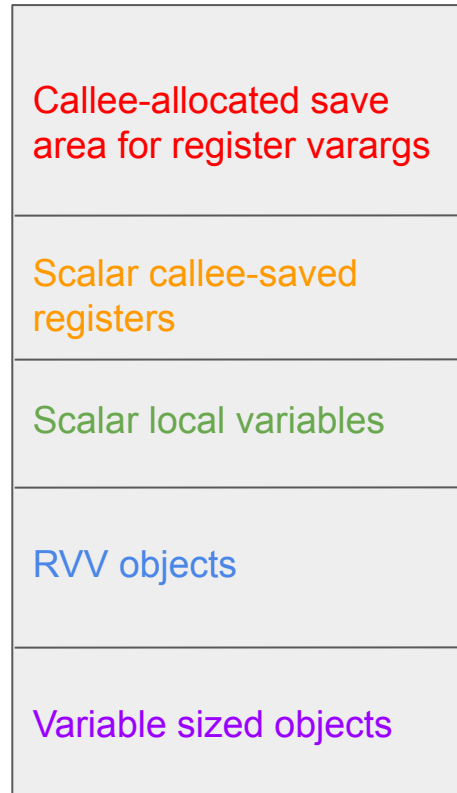 Callee-allocated save
area for register varargs
Scalar callee-saved
registers
Scalar local variables
RVV objects
Variable sized objects